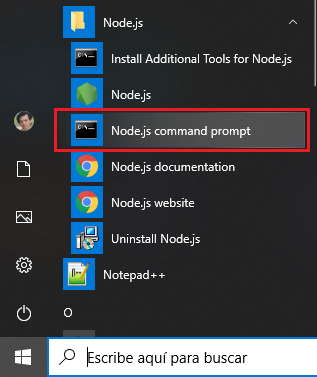 Node.js
Install Additional Tools for Node.js
Node.js
Node.js command prompt
Node.js documentation
Node.js website
Uninstall Node.js
Notepad++
O
Escribe aquí para buscar